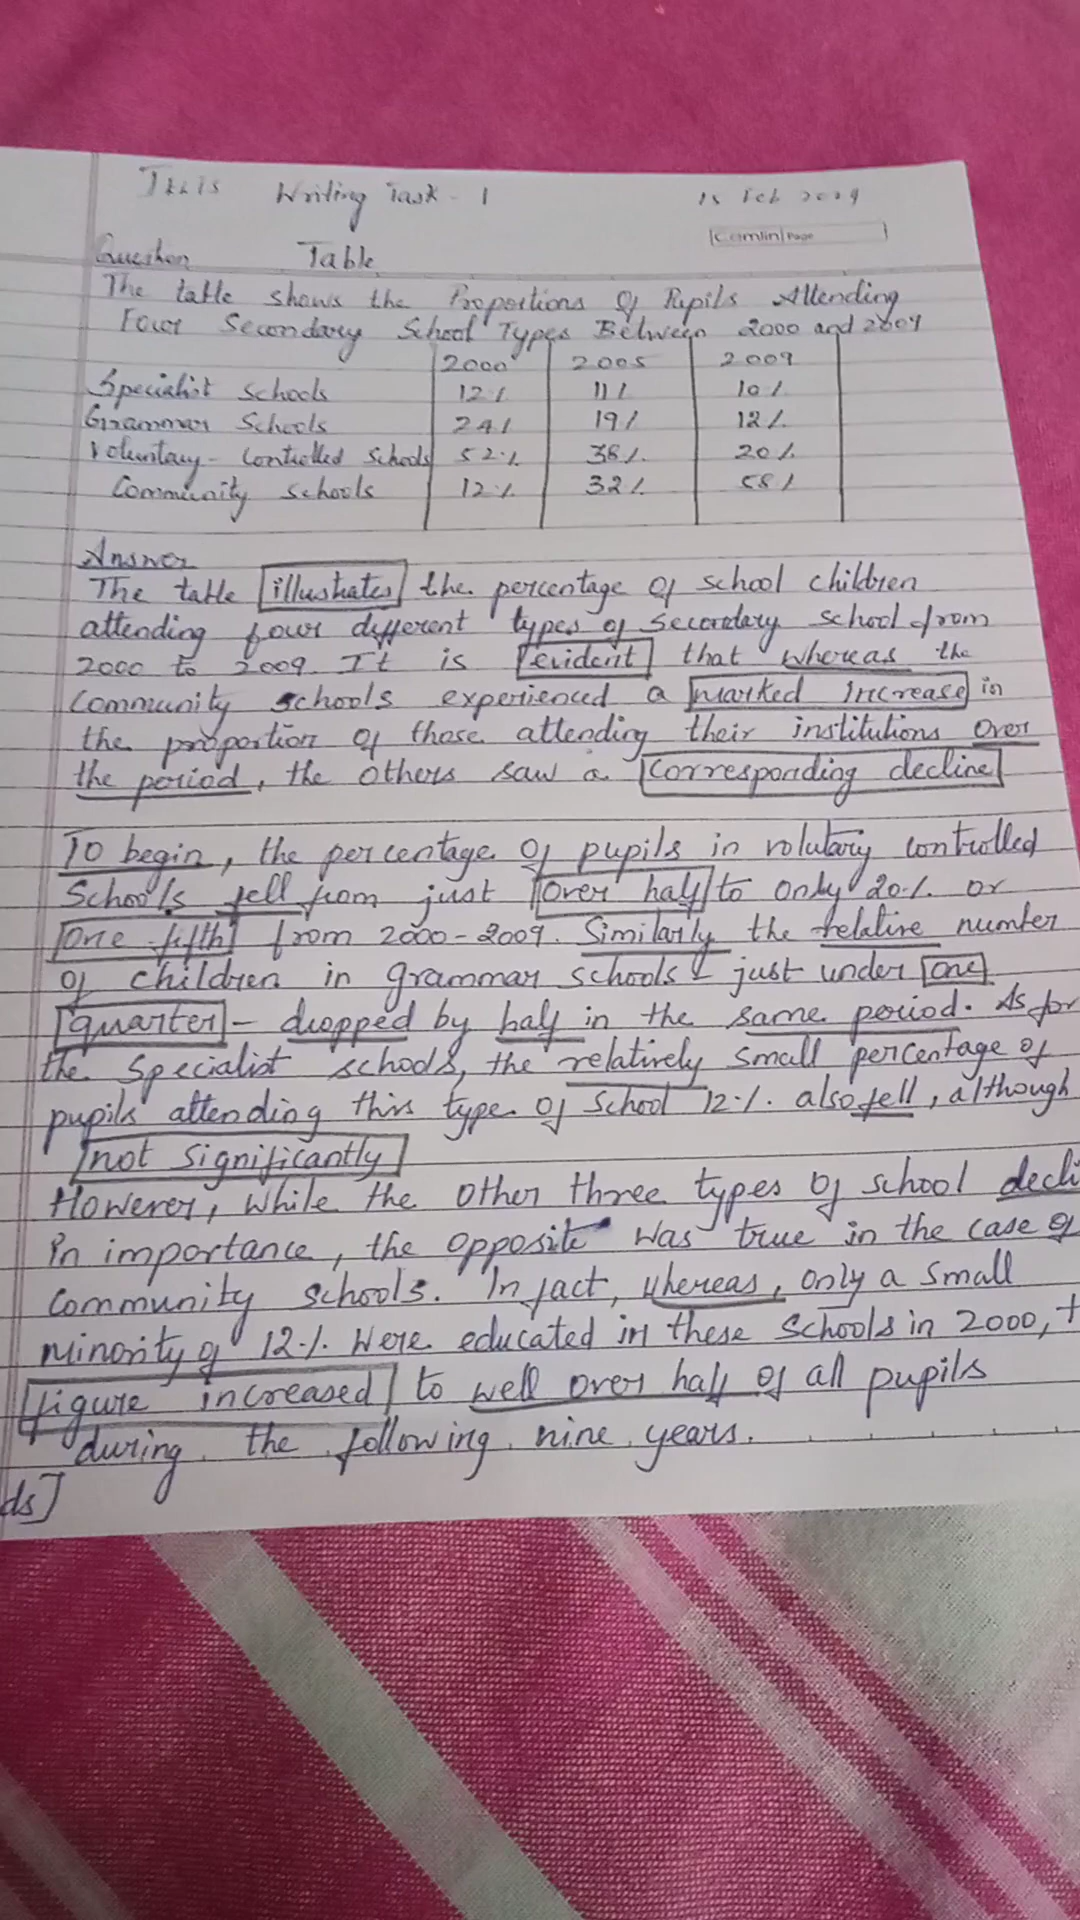 Writing Task - 1
15 Feb
Camlin Page
Question Table
The table shows the Proportions Of Pupils Attending
Four Secondary School Types Between 2000 and 2009
2000 2005 2009
Specialist Schools 12% 11% 10%
Grammar Schools 24% 19% 12%
Voluntary - Controlled Schools 52% 38% 20%
Community Schools 12% 32% 58%
Answer
The table illustrates the percentage of school children
attending four different types of secondary school from
2000 to 2009. It is evident that whereas the
Community schools experienced a marked increase in
the proportion of those attending their institutions over
the period, the others saw a corresponding decline
To begin, the percentage of pupils in volutary controlled
Schools fell from just over half to only 20% or
one fifth from 2000-2009. Similarly the relative number
of children in grammar schools - just under one
quarter - dropped by half in the same period. As for
the specialist schools, the relatively small percentage of
pupils attending this type of School 12%. also fell, although
not significantly
However, while the other three types of school decli
in importance, the opposite was true in the case of
Community schools. In fact, whereas, only a small
minority of 12% were educated in these schools in 2000, t
figure increased to well over half of all pupils
during the following nine years.
ds]